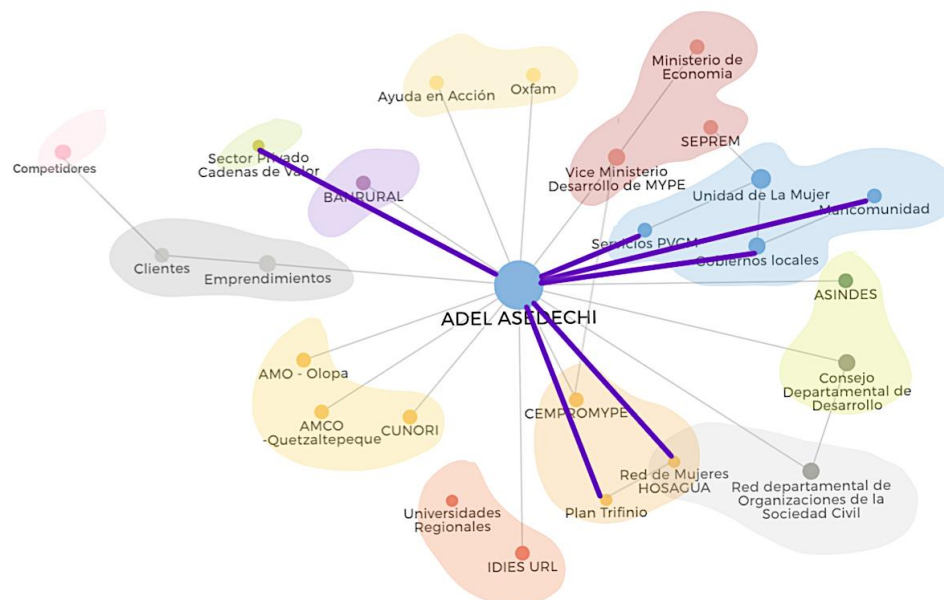 Ministerio de
Economia
Ayuda en Acción
Oxfam
SEPREM
Competidores
Sector Privado
Cadenas de Valor
BANRURAL
Vice Ministerio
Desarrollo de MYPE
Unidad de La Mujer
Mancomunidad
Servicios PVCM
Gobiernos locales
Clientes
Emprendimientos
ADEL ASEDECHI
ASINDES
AMO - Olopa
Consejo
Departamental de
Desarrollo
AMCO
-Quetzaltepeque
CUNORI
CEMPROMYPE
Red de Mujeres
HOSAGUA
Plan Trifinio
Red departamental de
Organizaciones de la
Sociedad Civil
Universidades
Regionales
IDIES URL